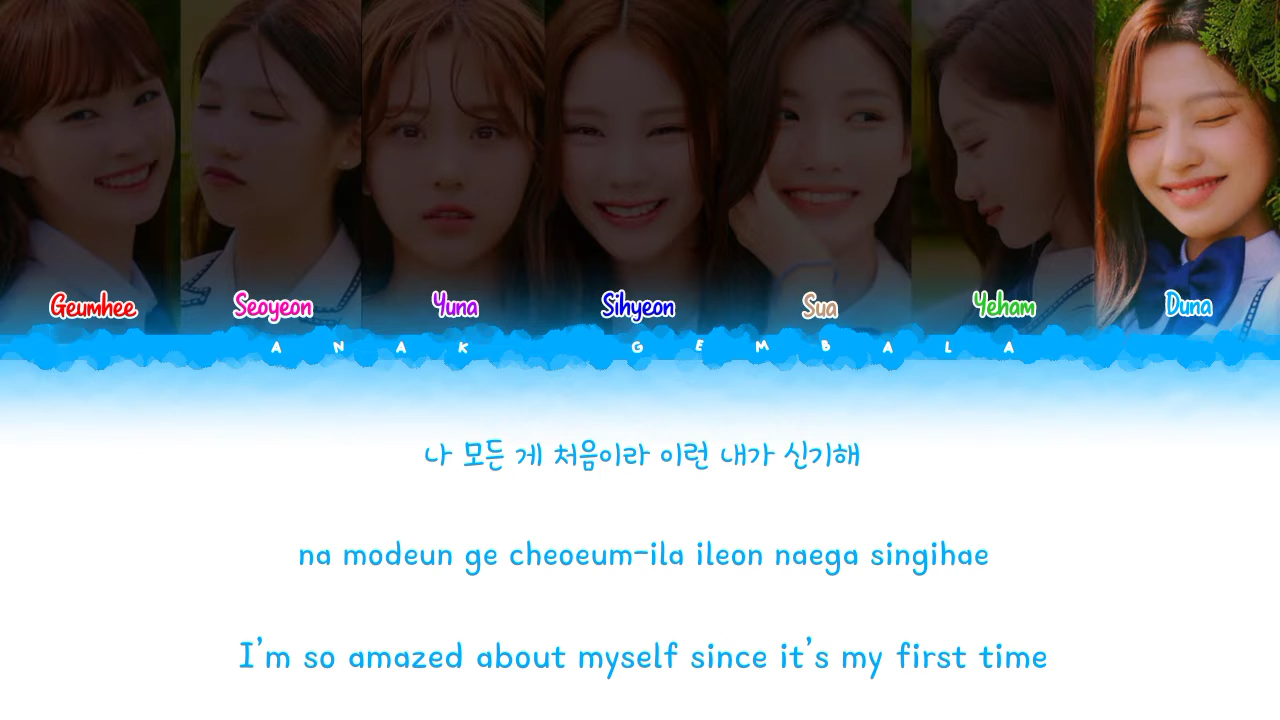 Geumhee Seoyeon Yuna Sihyeon Sua Yeham Duna
ANAK GEMBALA
나 모든 게 처음이라 이런 내가 신기해
na modeun ge cheoeum-ila ileon naega singihae
I'm so amazed about myself since it's my first time